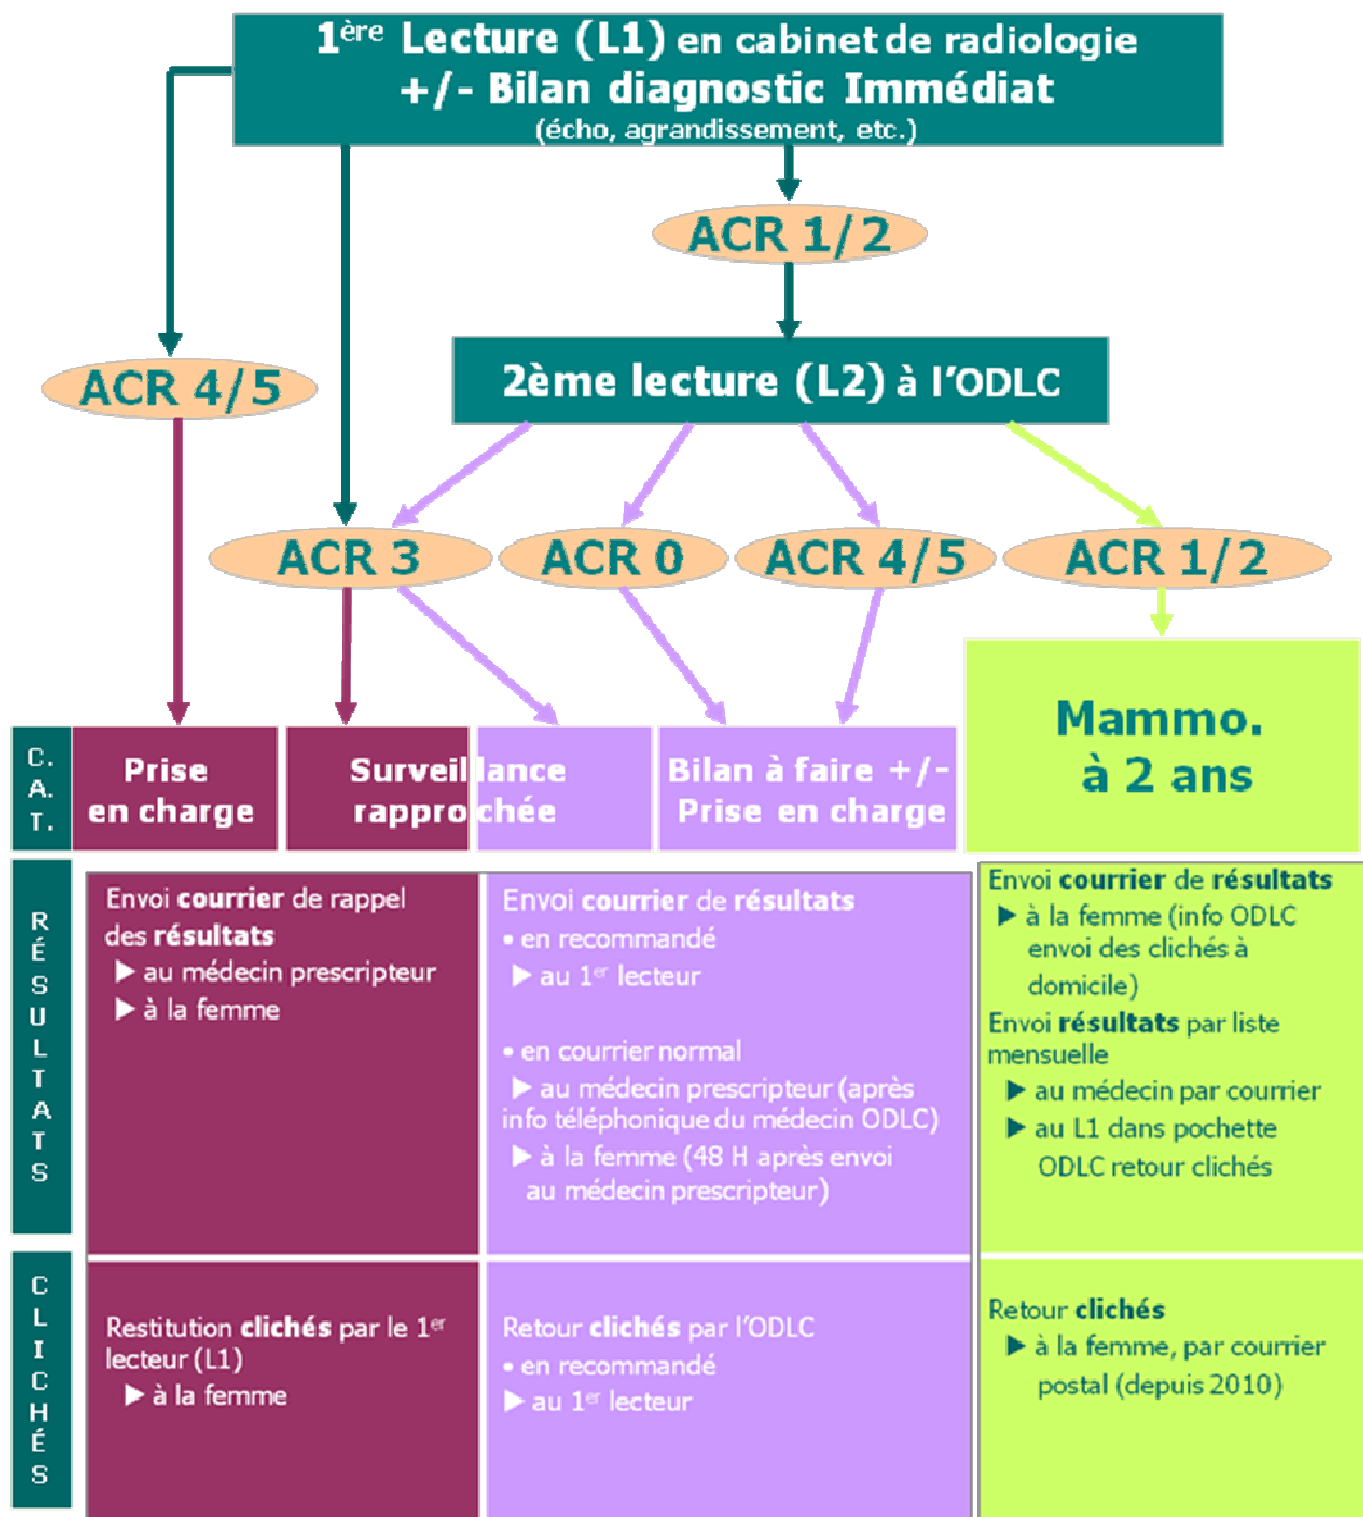 1ère Lecture (L1) en cabinet de radiologie
+/- Bilan diagnostic Immédiat
(écho, agrandissement, etc.)
ACR 1/2
ACR 4/5
2ème lecture (L2) à l'ODLC
ACR 3
ACR 0
ACR 4/5
ACR 1/2
C.
A.
T.
Prise
en charge
Surveillance
rapprochée
Bilan à faire +/-
Prise en charge
Mammo.
à 2 ans
RÉSULTATS
Envoi courrier de rappel
des résultats
▶ au médecin prescripteur
▶ à la femme
Envoi courrier de résultats
• en recommandé
▶ au 1er lecteur
• en courrier normal
▶ au médecin prescripteur (après
info téléphonique du médecin ODLC)
▶ à la femme (48 H après envoi
au médecin prescripteur)
Envoi courrier de résultats
▶ à la femme (info ODLC
envoi des clichés à
domicile)
Envoi résultats par liste
mensuelle
▶ au médecin par courrier
▶ au L1 dans pochette
ODLC retour clichés
CLICHÉS
Restitution clichés par le 1er
lecteur (L1)
▶ à la femme
Retour clichés par l'ODLC
• en recommandé
▶ au 1er lecteur
Retour clichés
▶ à la femme, par courrier
postal (depuis 2010)